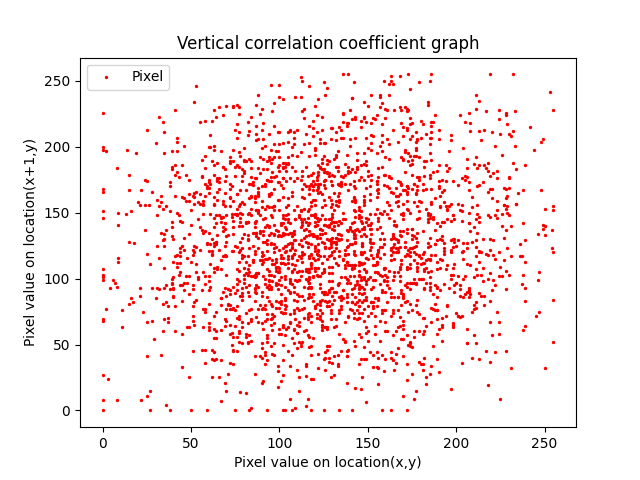 Vertical correlation coefficient graph
Pixel
250
200
150
100
50
0
Pixel value on location(x+1,y)
0 50 100 150 200 250
Pixel value on location(x,y)